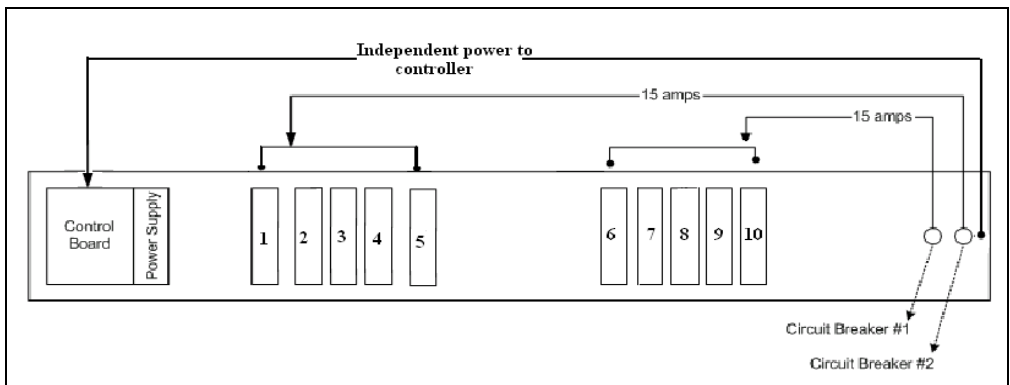 Independent power to
controller
15 amps
15 amps
Control
Board
Power Supply
1 2 3 4 5 6 7 8 9 10
Circuit Breaker #1
Circuit Breaker #2